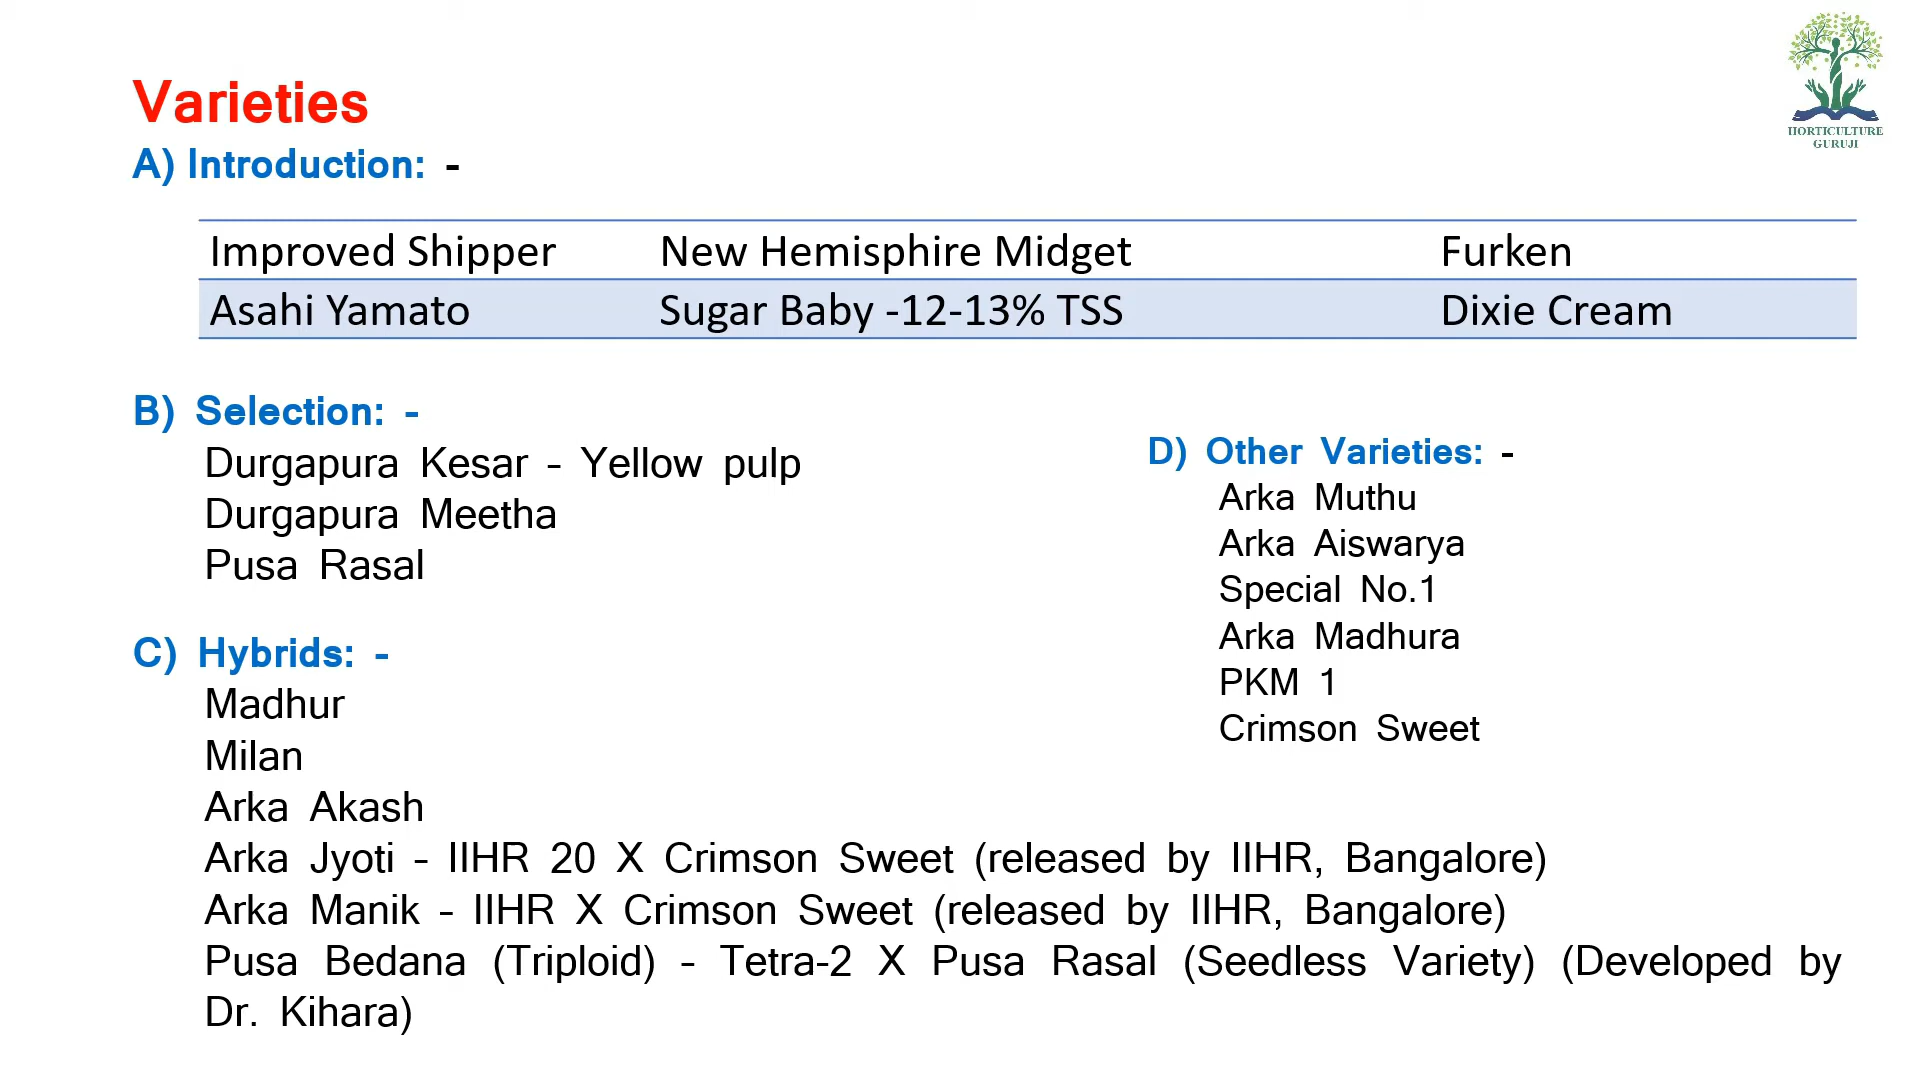 HORTICULTURE
GURUJI
Varieties
A) Introduction: -
Improved Shipper New Hemisphire Midget Furken
Asahi Yamato Sugar Baby -12-13% TSS Dixie Cream
B) Selection: -
Durgapura Kesar – Yellow pulp
Durgapura Meetha
Pusa Rasal
C) Hybrids: -
Madhur
Milan
Arka Akash
Arka Jyoti – IIHR 20 X Crimson Sweet (released by IIHR, Bangalore)
Arka Manik – IIHR X Crimson Sweet (released by IIHR, Bangalore)
Pusa Bedana (Triploid) – Tetra-2 X Pusa Rasal (Seedless Variety) (Developed by
Dr. Kihara)
D) Other Varieties: -
Arka Muthu
Arka Aiswarya
Special No.1
Arka Madhura
PKM 1
Crimson Sweet